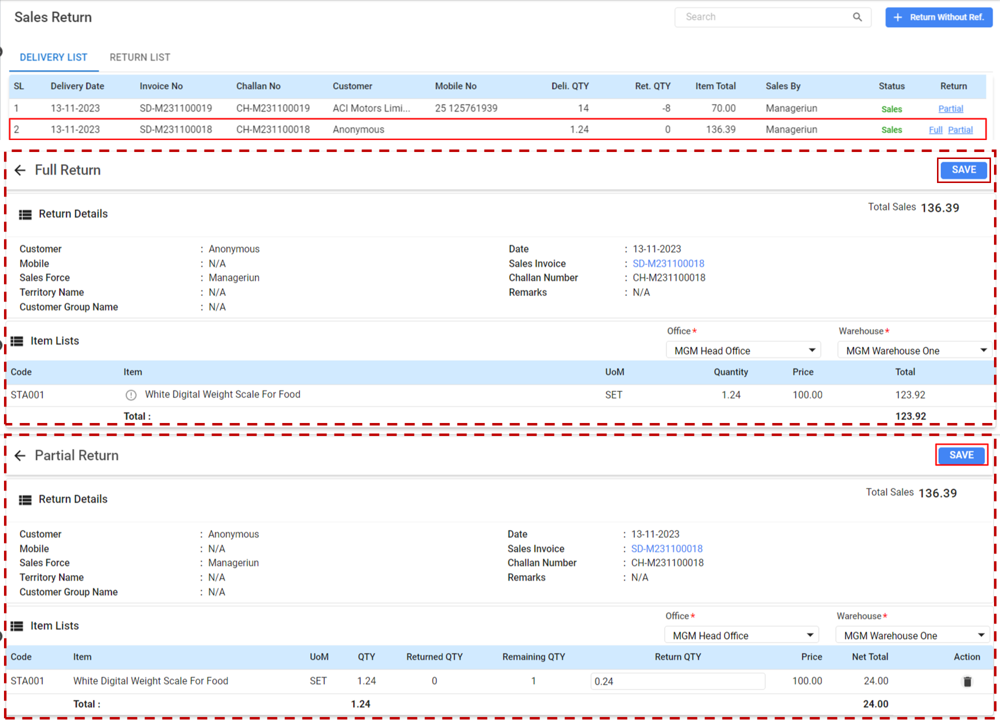 Sales Return Search + Return Without Ref.
DELIVERY LIST RETURN LIST
SL Delivery Date Invoice No Challan No Customer Mobile No Deli. QTY Ret. QTY Item Total Sales By Status Return
1 13-11-2023 SD-M231100019 CH-M231100019 ACI Motors Limi... 25 125761939 14 -8 70.00 Manageriun Sales Partial
2 13-11-2023 SD-M231100018 CH-M231100018 Anonymous 1.24 0 136.39 Manageriun Sales Full Partial
Full Return SAVE
Return Details Total Sales 136.39
Customer : Anonymous Date : 13-11-2023
Mobile : N/A Sales Invoice : SD-M231100018
Sales Force : Manageriun Challan Number : CH-M231100018
Territory Name : N/A Remarks : N/A
Customer Group Name : N/A
Office* Warehouse*
Item Lists MGM Head Office MGM Warehouse One
Code Item UoM Quantity Price Total
STA001 White Digital Weight Scale For Food SET 1.24 100.00 123.92
Total : 123.92
Partial Return SAVE
Return Details Total Sales 136.39
Customer : Anonymous Date : 13-11-2023
Mobile : N/A Sales Invoice : SD-M231100018
Sales Force : Manageriun Challan Number : CH-M231100018
Territory Name : N/A Remarks : N/A
Customer Group Name : N/A
Office* Warehouse*
Item Lists MGM Head Office MGM Warehouse One
Code Item UoM QTY Returned QTY Remaining QTY Return QTY Price Net Total Action
STA001 White Digital Weight Scale For Food SET 1.24 0 1 0.24 100.00 24.00
Total : 1.24 24.00